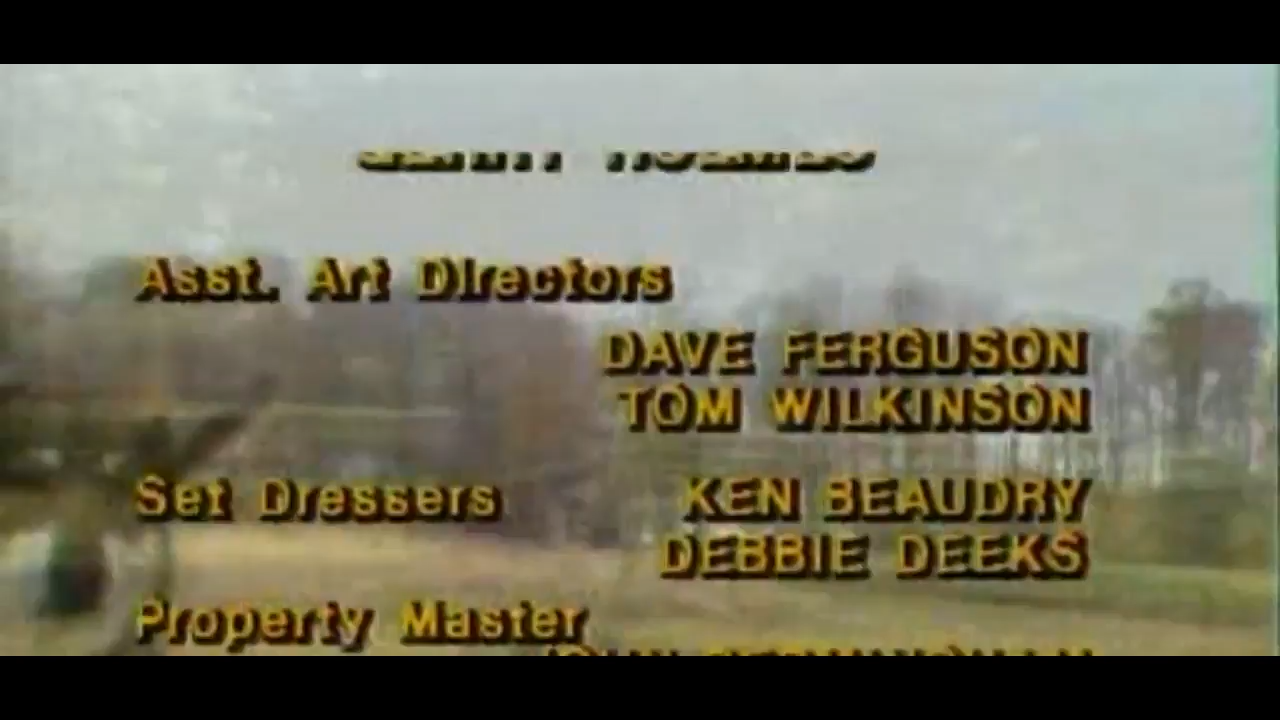 Asst. Art Directors
DAVE FERGUSON
TOM WILKINSON
Set Dressers KEN BEAUDRY
DEBBIE DEEKS
Property Master